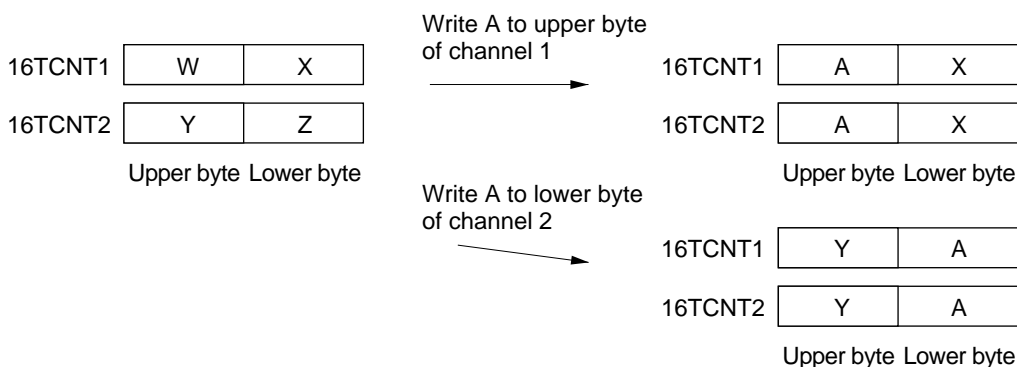 Write A to upper byte
of channel 1
16TCNT1 W X
16TCNT2 Y Z
Upper byte Lower byte
16TCNT1 A X
16TCNT2 A X
Upper byte Lower byte
Write A to lower byte
of channel 2
16TCNT1 Y A
16TCNT2 Y A
Upper byte Lower byte